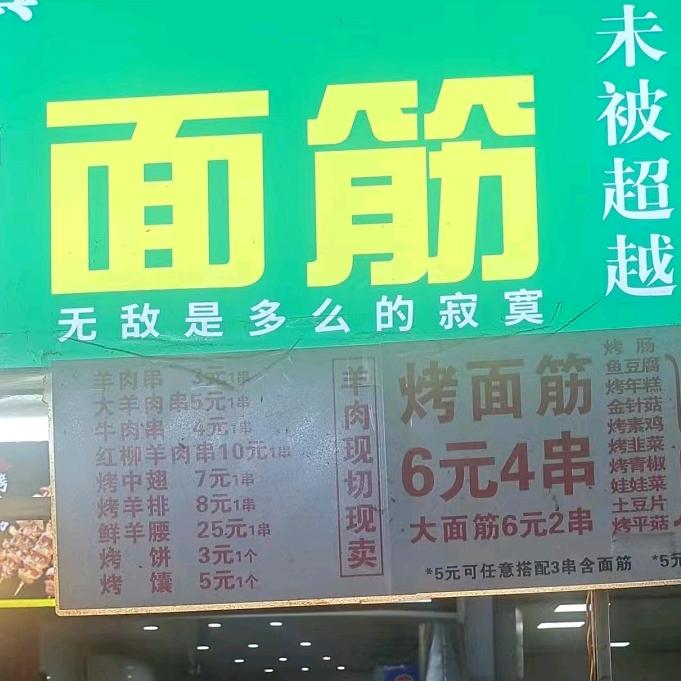 未被超越
面筋
无敌是多么的寂寞
羊肉串 3元1串
大羊肉串5元1串
牛肉串 4元1串
红柳羊肉串10元1串
烤中翅 7元1串
烤羊排 8元1串
鲜羊腰 25元1串
烤饼 3元1个
烤馕 5元1个
羊肉现切现卖
烤面筋
6元4串
大面筋6元2串
*5元可任意搭配3串含面筋
烤肠
鱼豆腐
烤年糕
金针菇
烤素鸡
烤韭菜
烤青椒
娃娃菜
土豆片
烤平菇
*5元